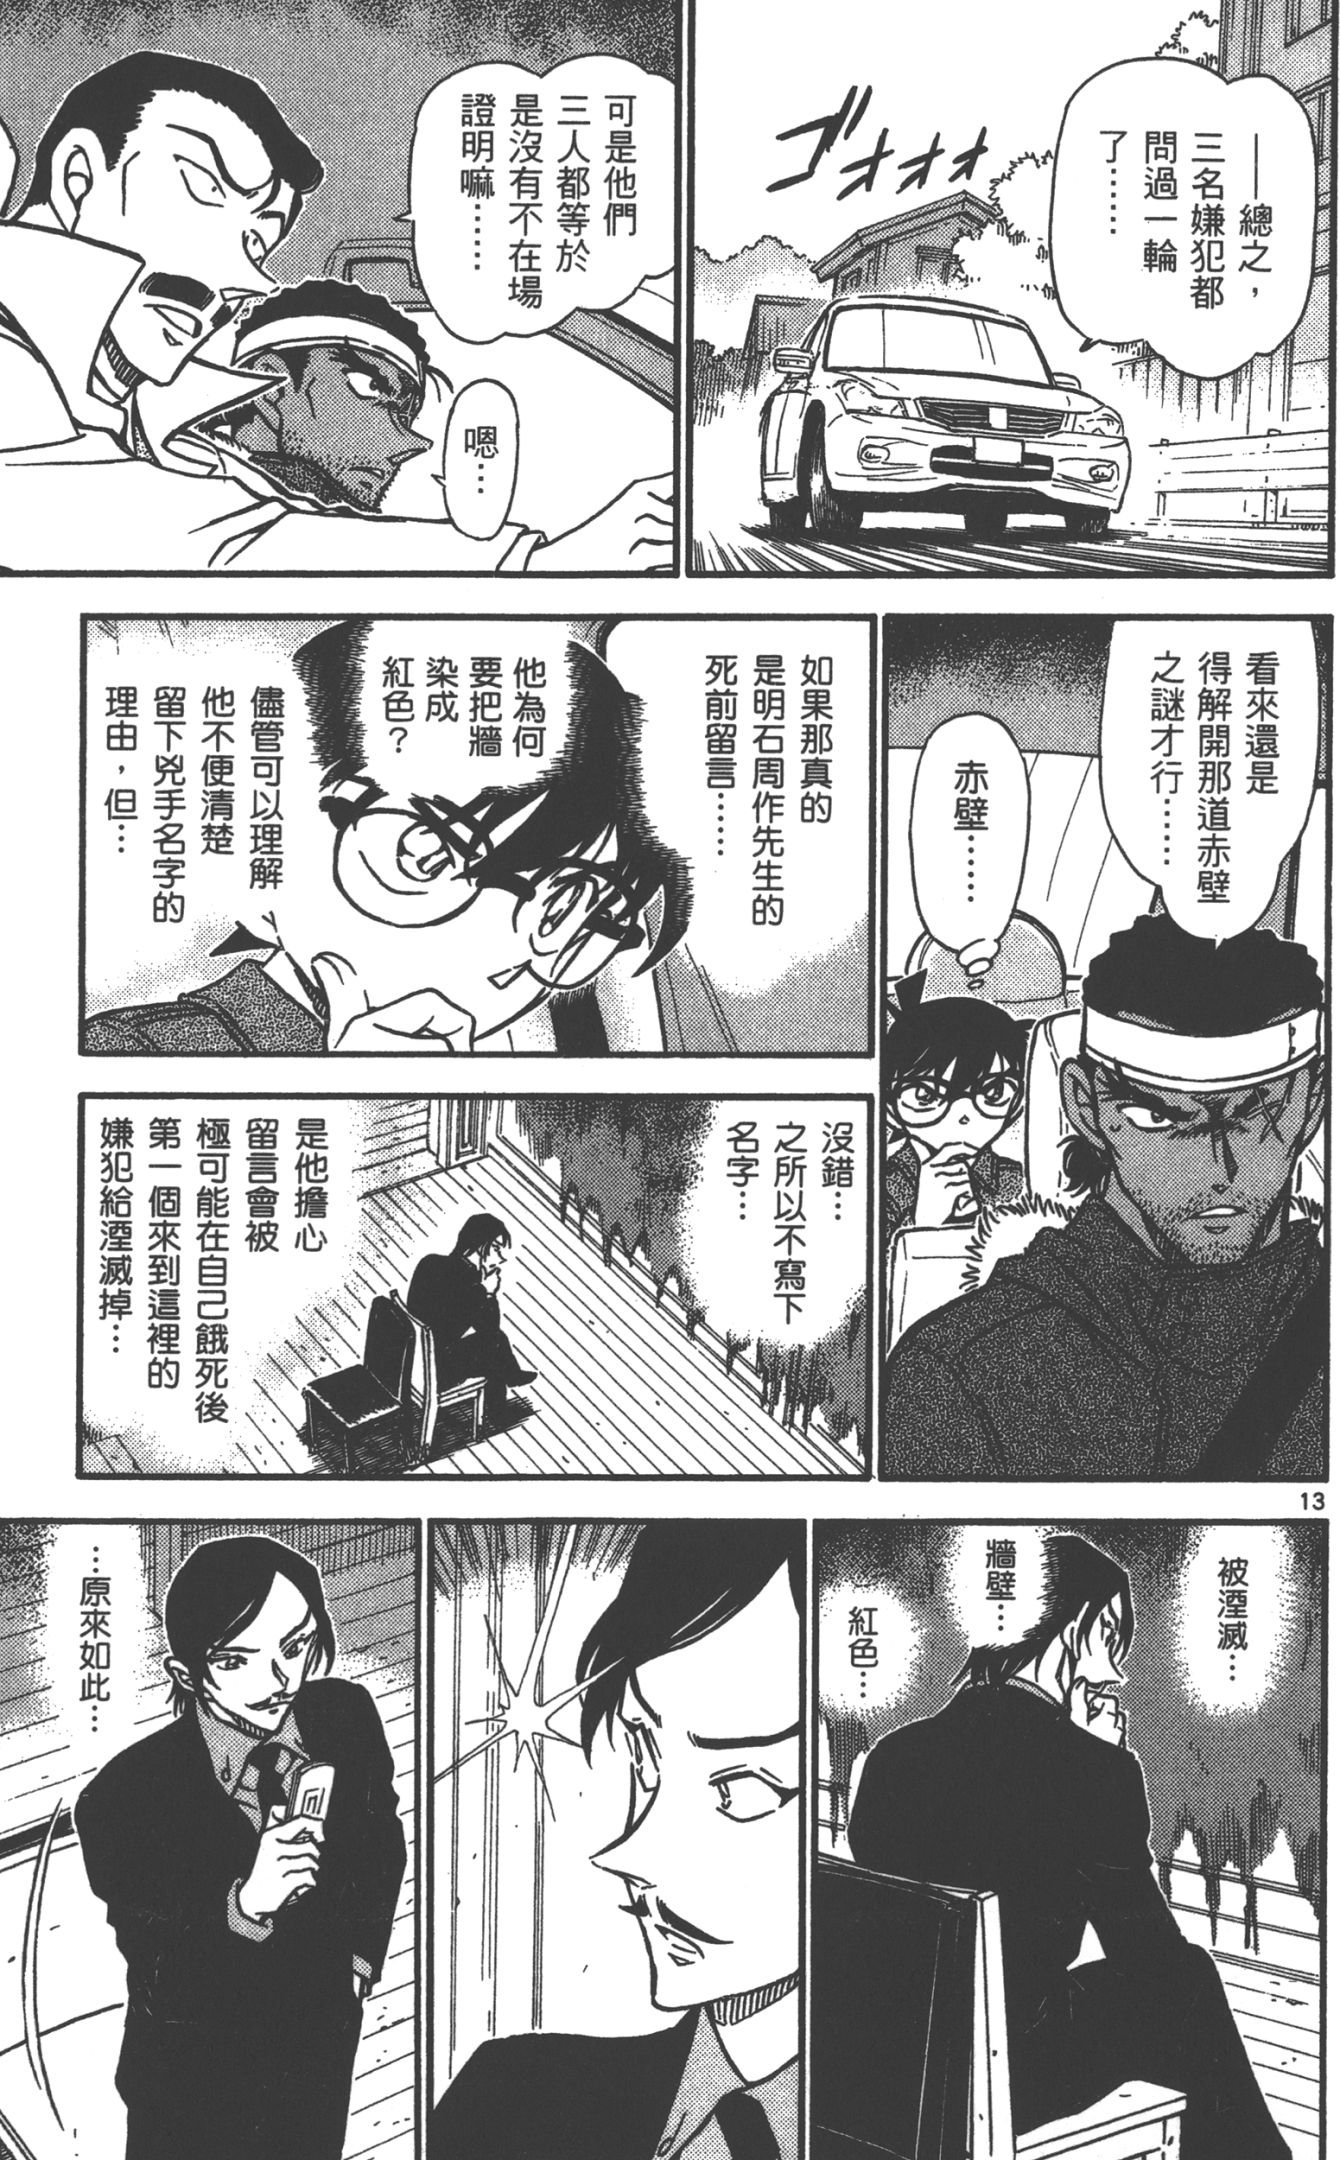 ——總之，
三名嫌犯都
問過一輪
了……
ゴオオオオ
可是他們
三人都等於
是沒有不在場
證明嘛……
嗯…
看來還是
得解開那道赤壁
之謎才行……
赤壁……
如果那真的
是明石周作先生的
死前留言……
他為何
要把牆
染成
紅色？
儘管可以理解
他不便清楚
留下兇手名字的
理由，但…
沒錯…
之所以不寫下
名字…
是他擔心
留言會被
極可能在自己餓死後
第一個來到這裡的
嫌犯給湮滅掉…
13
被湮滅…
牆壁…
紅色…
…原來如此…